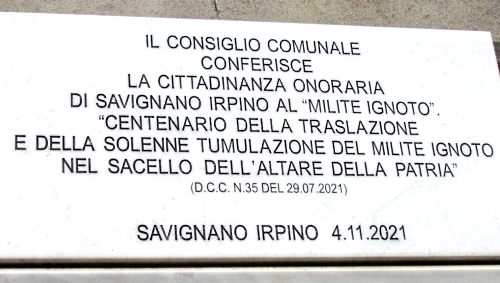 IL CONSIGLIO COMUNALE
CONFERISCE
LA CITTADINANZA ONORARIA
DI SAVIGNANO IRPINO AL “MILITE IGNOTO”.
“CENTENARIO DELLA TRASLAZIONE
E DELLA SOLENNE TUMULAZIONE DEL MILITE IGNOTO
NEL SACELLO DELL'ALTARE DELLA PATRIA”
(D.C.C. N.35 DEL 29.07.2021)
SAVIGNANO IRPINO 4.11.2021